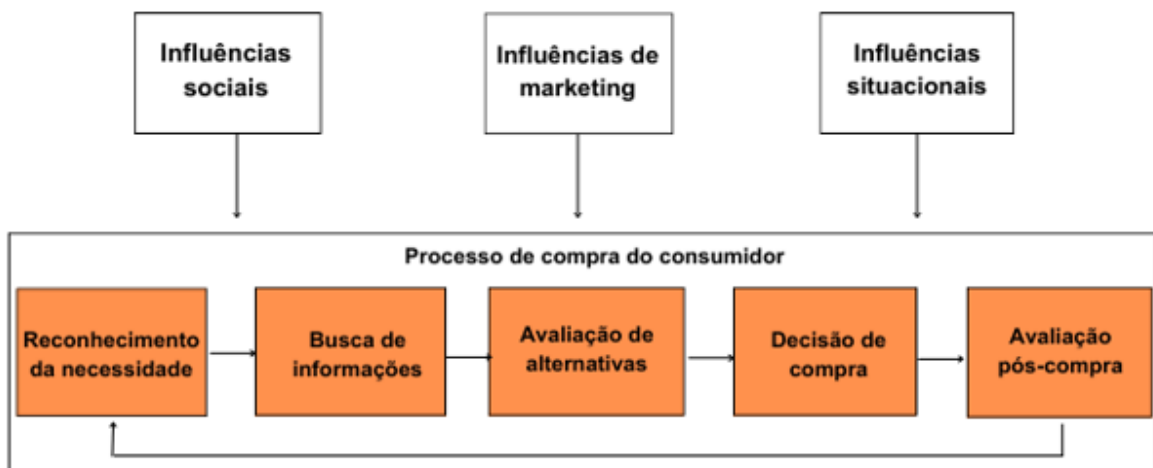 Influências
sociais
Influências de
marketing
Influências
situacionais
Processo de compra do consumidor
Reconhecimento
da necessidade
Busca de
informações
Avaliação de
alternativas
Decisão de
compra
Avaliação
pós-compra